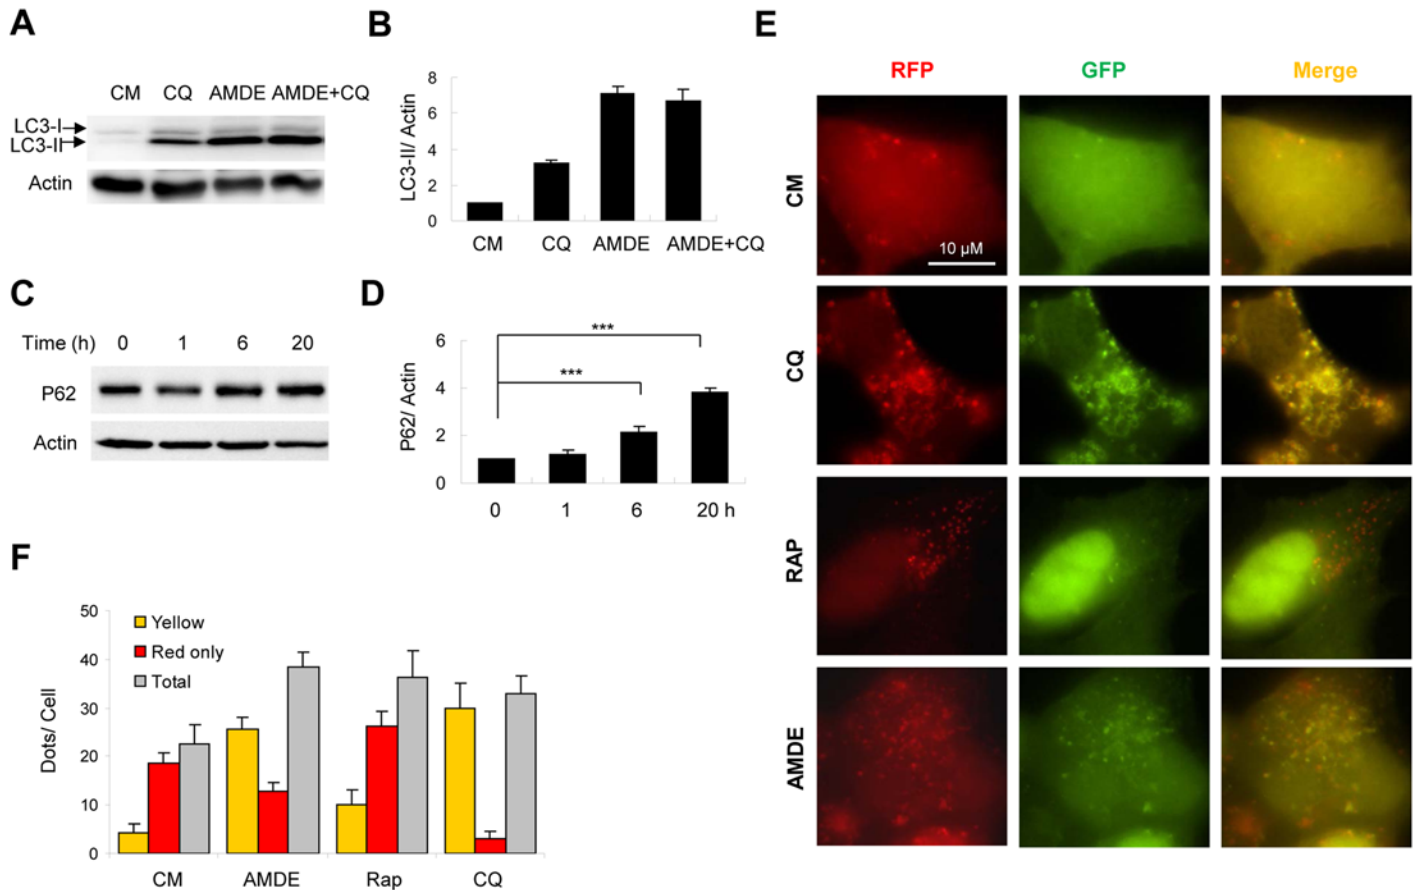 A
CM CQ AMDE AMDE+CQ
LC3-I
LC3-II
Actin
B
LC3-II/ Actin
8
6
4
2
0
CM CQ AMDE AMDE+CQ
C
Time (h) 0 1 6 20
P62
Actin
D
P62/ Actin
6
4
2
0
***
***
0 1 6 20 h
E
RFP GFP Merge
CM
10 µM
CQ
RAP
AMDE
F
Dots/ Cell
50
40
30
20
10
0
Yellow
Red only
Total
CM AMDE Rap CQ